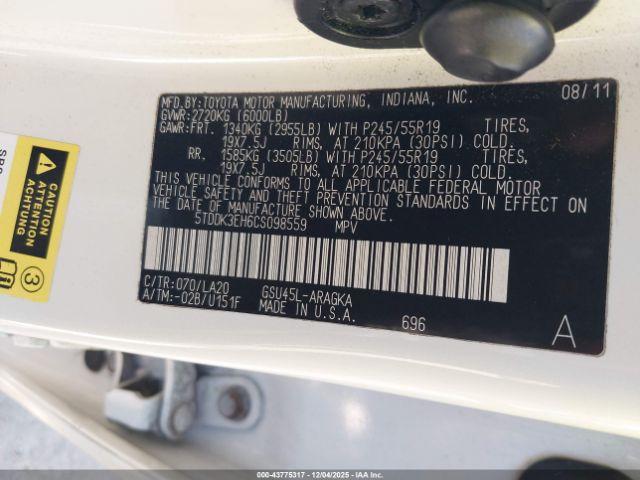 MFD.BY:TOYOTA MOTOR MANUFACTURING, INDIANA, INC. 08/11
GVWR:2720KG (6000LB)
GAWR:FRT. 1340KG (2955LB) WITH P245/55R19 TIRES,
19X7.5J RIMS, AT 210KPA (30PSI) COLD.
RR. 1585KG (3505LB) WITH P245/55R19 TIRES,
19X7.5J RIMS, AT 210KPA (30PSI) COLD.
THIS VEHICLE CONFORMS TO ALL APPLICABLE FEDERAL MOTOR
VEHICLE SAFETY AND THEFT PREVENTION STANDARDS IN EFFECT ON
THE DATE OF MANUFACTURE SHOWN ABOVE.
5TDDK3EH6CS098559 MPV
C/TR:070/LA20 GSU45L-ARAGKA
A/TM:-02B/U151F MADE IN U.S.A.
696
A
SRS
CAUTION
ATTENTION
3
000-43775317 - 12/04/2025 - IAAI.COM